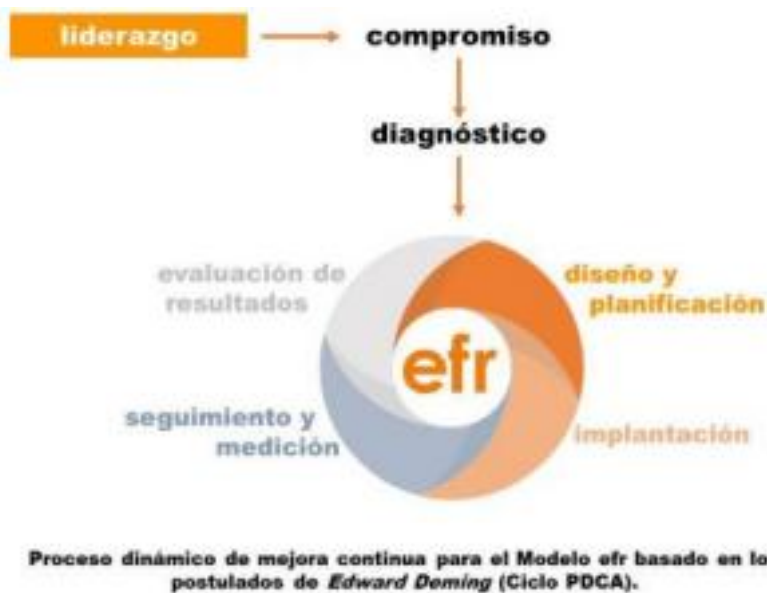 liderazgo
compromiso
diagnóstico
evaluación de
resultados
diseño y
planificación
efr
seguimiento y
medición
implantación
Proceso dinámico de mejora continua para el Modelo efr basado en lo
postulados de Edward Deming (Ciclo PDCA).